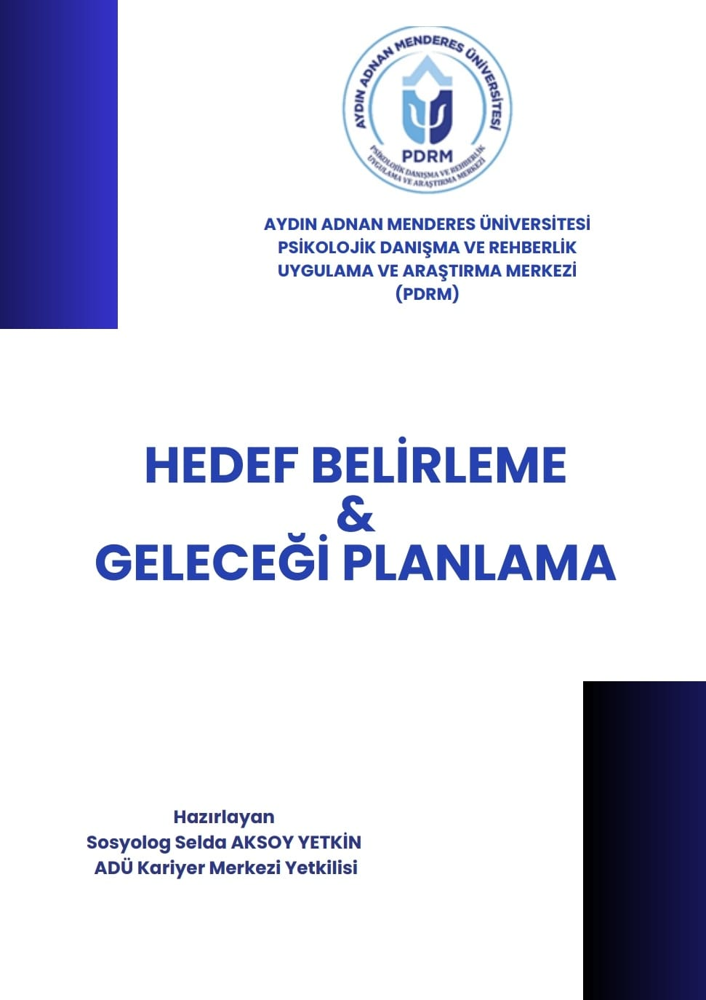 AYDIN ADNAN MENDERES ÜNİVERSİTESİ
PDRM
PSİKOLOJİK DANIŞMA VE REHBERLİK
UYGULAMA VE ARAŞTIRMA MERKEZİ
AYDIN ADNAN MENDERES ÜNİVERSİTESİ
PSİKOLOJİK DANIŞMA VE REHBERLİK
UYGULAMA VE ARAŞTIRMA MERKEZİ
(PDRM)
HEDEF BELİRLEME
&
GELECEĞİ PLANLAMA
Hazırlayan
Sosyolog Selda AKSOY YETKİN
ADÜ Kariyer Merkezi Yetkilisi